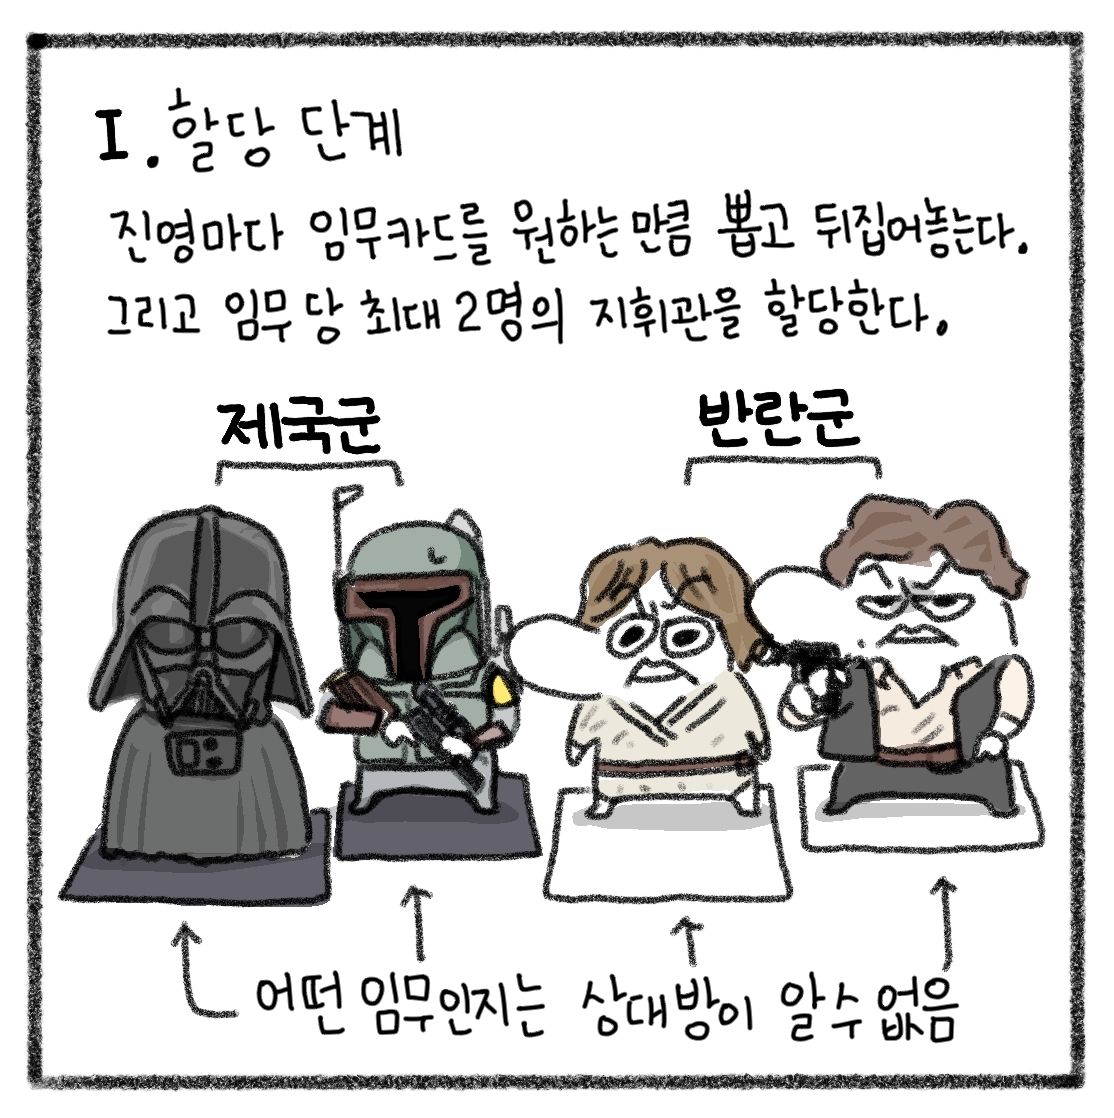 I. 할당 단계
진영마다 임무카드를 원하는 만큼 뽑고 뒤집어놓는다.
그리고 임무 당 최대 2명의 지휘관을 할당한다.
제국군
반란군
어떤 임무인지는 상대방이 알 수 없음